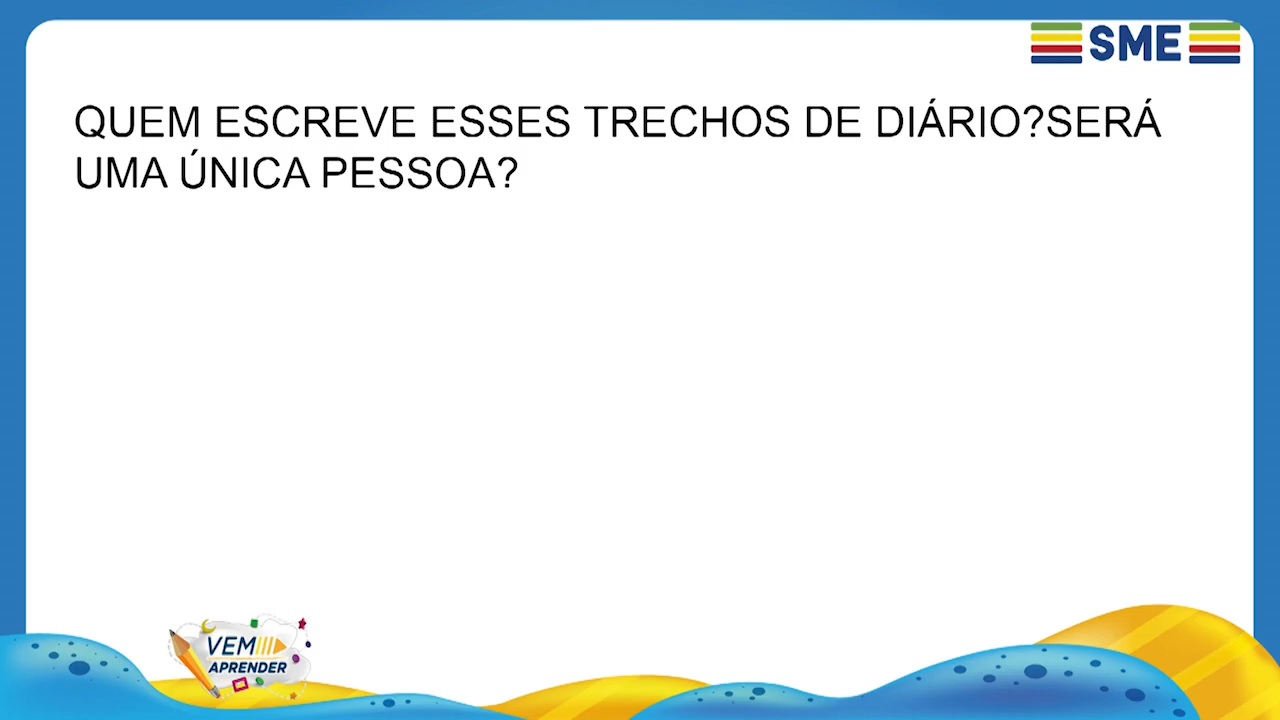 SME
QUEM ESCREVE ESSES TRECHOS DE DIÁRIO?SERÁ
UMA ÚNICA PESSOA?
VEM
APRENDER